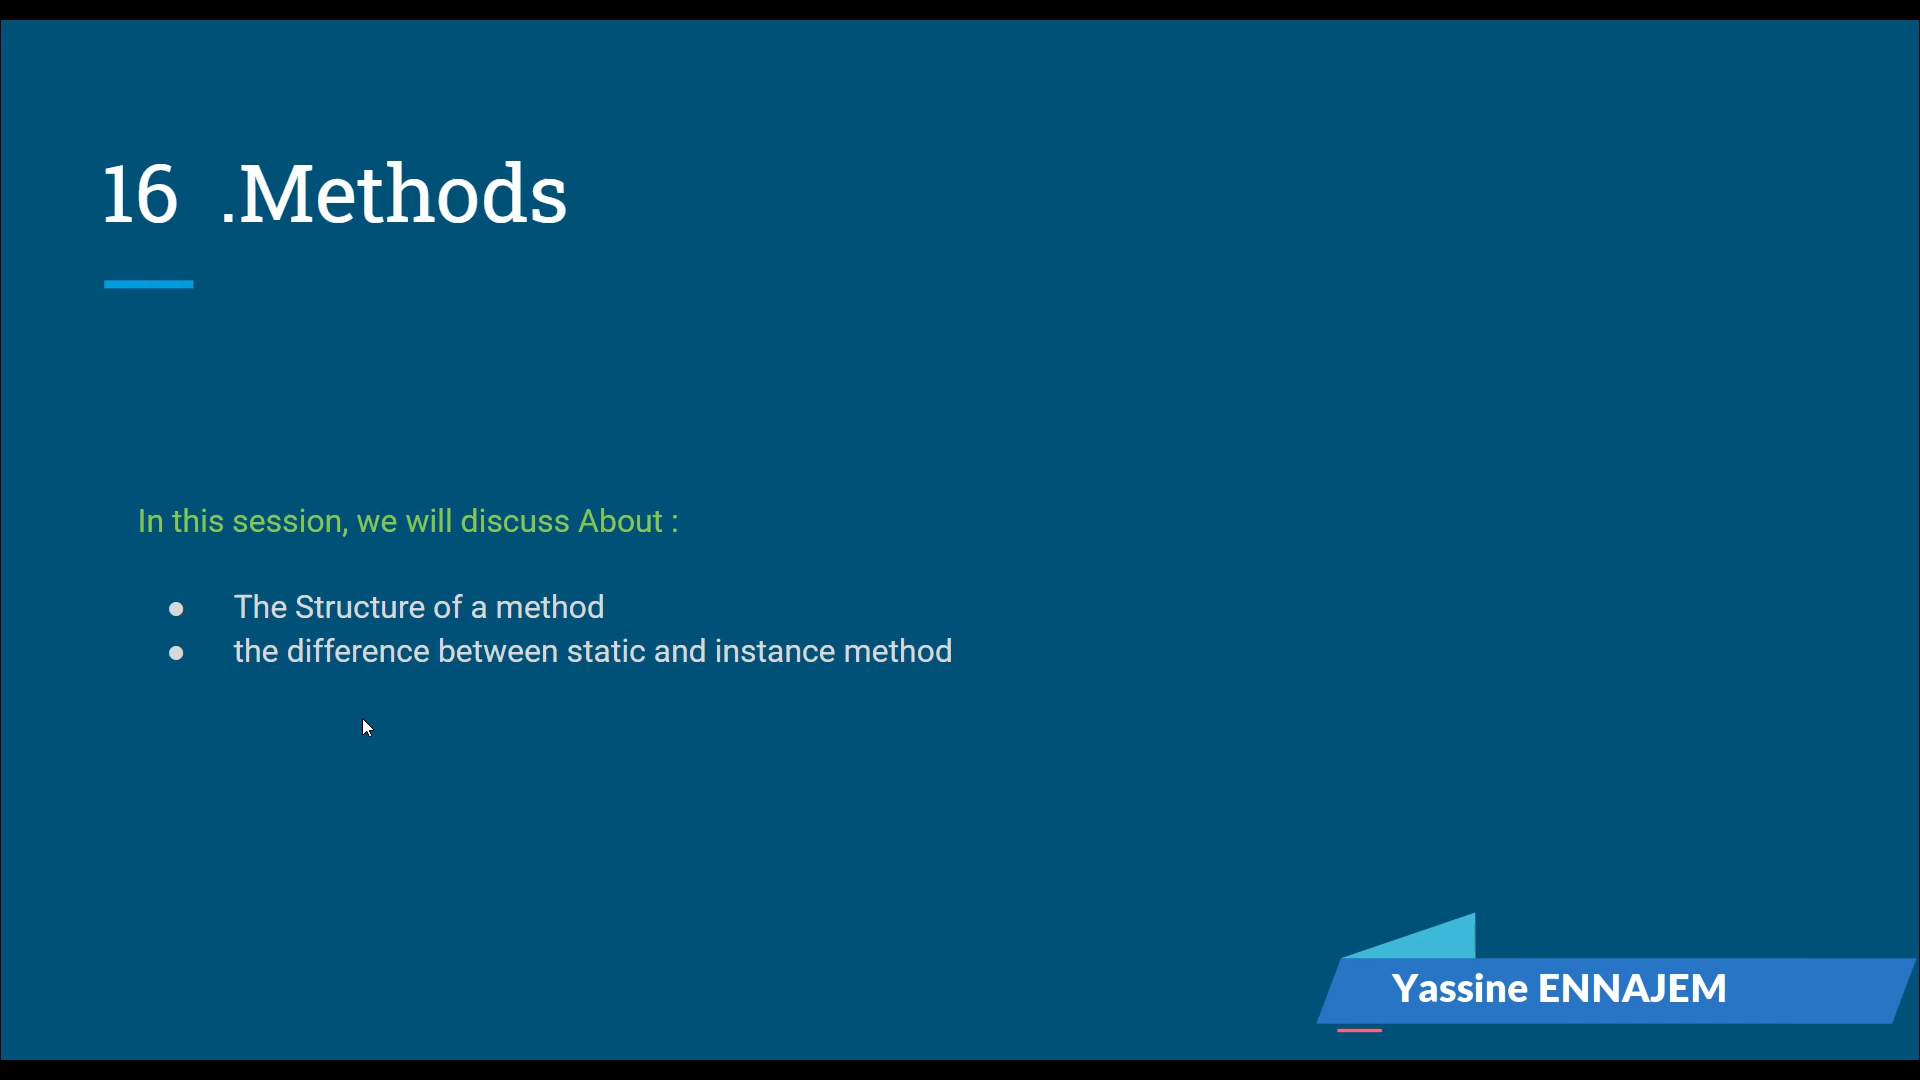 16 .Methods
In this session, we will discuss About :
● The Structure of a method
● the difference between static and instance method
Yassine ENNAJEM